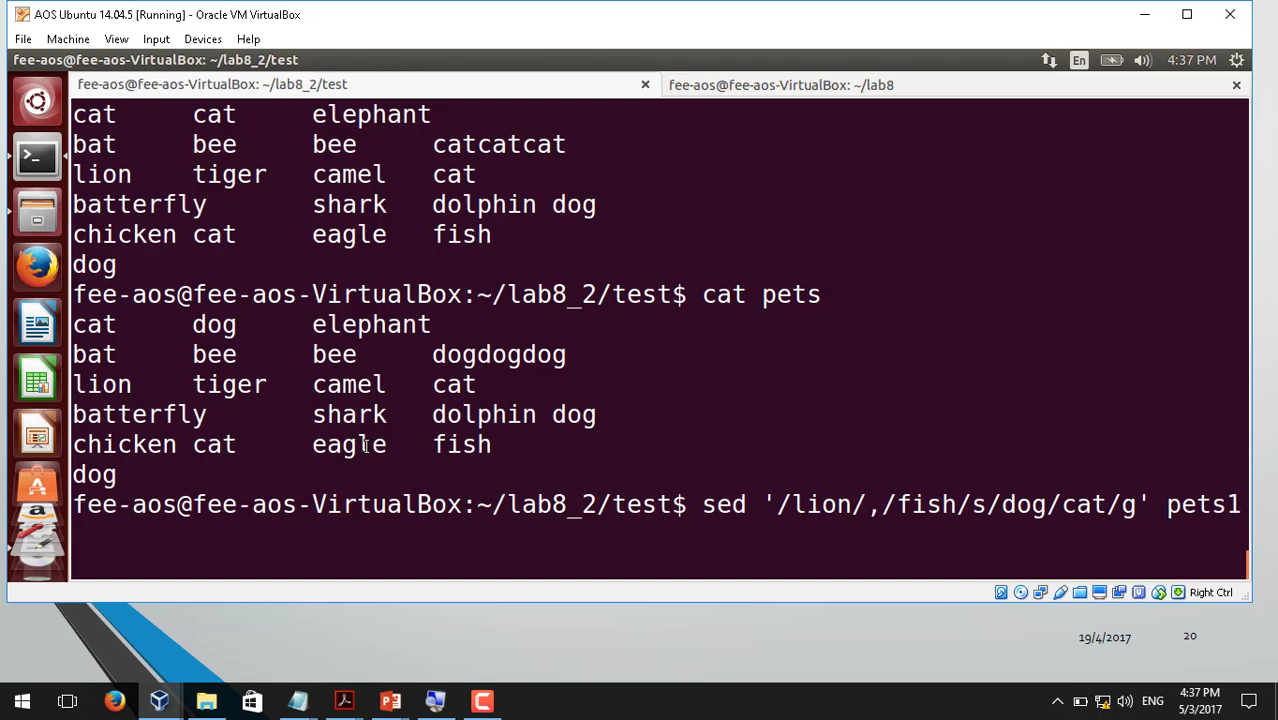 AOS Ubuntu 14.04.5 [Running] - Oracle VM VirtualBox
File Machine View Input Devices Help
fee-aos@fee-aos-VirtualBox: ~/lab8_2/test En 4:37 PM
fee-aos@fee-aos-VirtualBox: ~/lab8_2/test × fee-aos@fee-aos-VirtualBox: ~/lab8 ×
cat cat elephant
bat bee bee catcatcat
lion tiger camel cat
batterfly shark dolphin dog
chicken cat eagle fish
dog
fee-aos@fee-aos-VirtualBox:~/lab8_2/test$ cat pets
cat dog elephant
bat bee bee dogdogdog
lion tiger camel cat
batterfly shark dolphin dog
chicken cat eagle fish
dog
fee-aos@fee-aos-VirtualBox:~/lab8_2/test$ sed '/lion/,/fish/s/dog/cat/g' pets1
Right Ctrl
19/4/2017 20
ENG 4:37 PM
5/3/2017